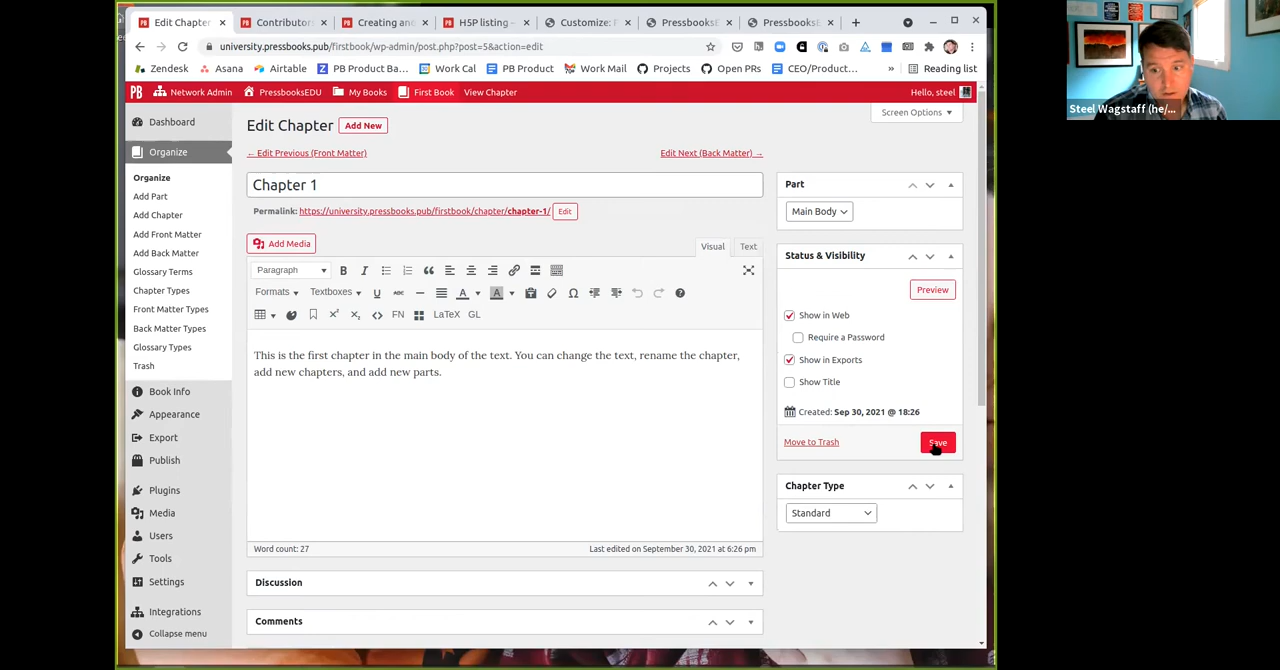 Edit Chapter
Contributors
Creating and
H5P listing –
Customize: P
PressbooksE
PressbooksE
university.pressbooks.pub/firstbook/wp-admin/post.php?post=5&action=edit
Zendesk
Asana
Airtable
PB Product Ba...
Work Cal
PB Product
Work Mail
Projects
Open PRs
CEO/Product...
»
Reading list
PB
Network Admin
PressbooksEDU
My Books
First Book
View Chapter
Hello, steel
Steel Wagstaff (he/...
Dashboard
Organize
Organize
Add Part
Add Chapter
Add Front Matter
Add Back Matter
Glossary Terms
Chapter Types
Front Matter Types
Back Matter Types
Glossary Types
Trash
Book Info
Appearance
Export
Publish
Plugins
Media
Users
Tools
Settings
Integrations
Collapse menu
Screen Options
Edit Chapter
Add New
← Edit Previous (Front Matter)
Edit Next (Back Matter) →
Chapter 1
Permalink: https://university.pressbooks.pub/firstbook/chapter/chapter-1/ Edit
Add Media
Visual
Text
Paragraph
B
I
Formats
Textboxes
U
ABC
A
A
FN
LaTeX
GL
This is the first chapter in the main body of the text. You can change the text, rename the chapter,
add new chapters, and add new parts.
Word count: 27
Last edited on September 30, 2021 at 6:26 pm
Discussion
Comments
Part
Main Body
Status & Visibility
Preview
Show in Web
Require a Password
Show in Exports
Show Title
Created: Sep 30, 2021 @ 18:26
Move to Trash
Save
Chapter Type
Standard